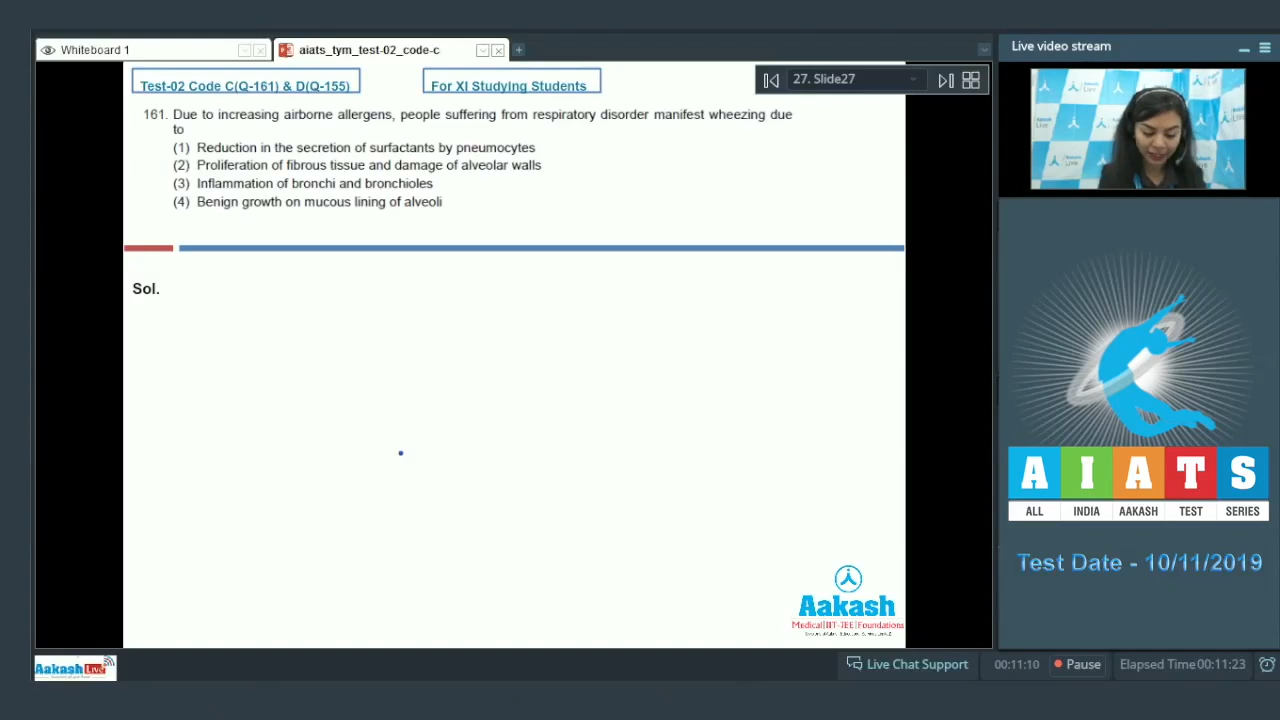 Whiteboard 1
aiats_tym_test-02_code-c
Live video stream
Test-02 Code C(Q-161) & D(Q-155)
For XI Studying Students
27. Slide27
161. Due to increasing airborne allergens, people suffering from respiratory disorder manifest wheezing due
to
(1) Reduction in the secretion of surfactants by pneumocytes
(2) Proliferation of fibrous tissue and damage of alveolar walls
(3) Inflammation of bronchi and bronchioles
(4) Benign growth on mucous lining of alveoli
Sol.
A I A T S
ALL INDIA AAKASH TEST SERIES
Test Date - 10/11/2019
Aakash
Medical|IIT-JEE|Foundations
Aakash Live
Live Chat Support
00:11:10
Pause
Elapsed Time 00:11:23